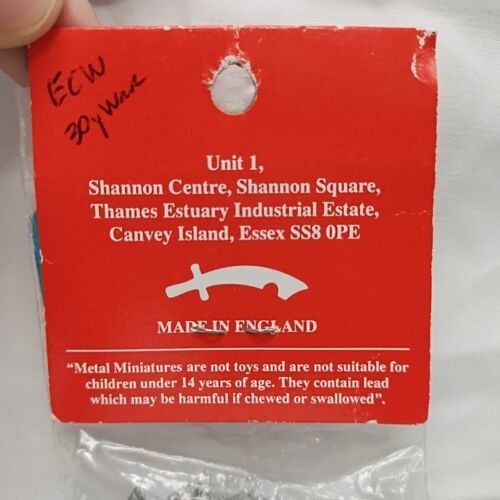 ECW
30y War
Unit 1,
Shannon Centre, Shannon Square,
Thames Estuary Industrial Estate,
Canvey Island, Essex SS8 0PE
MADE IN ENGLAND
"Metal Miniatures are not toys and are not suitable for
children under 14 years of age. They contain lead
which may be harmful if chewed or swallowed".